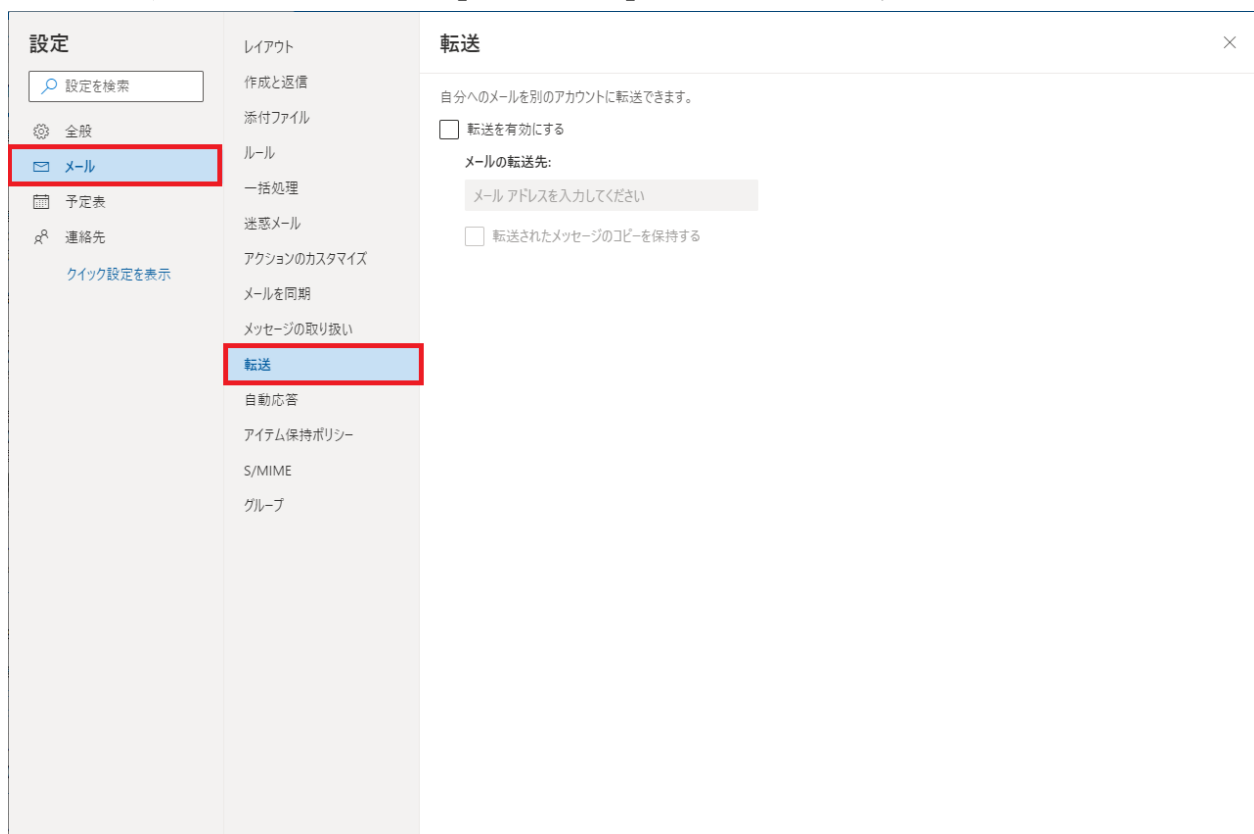 設定
設定を検索
全般
メール
予定表
連絡先
クイック設定を表示
レイアウト
作成と返信
添付ファイル
ルール
一括処理
迷惑メール
アクションのカスタマイズ
メールを同期
メッセージの取り扱い
転送
自動応答
アイテム保持ポリシー
S/MIME
グループ
転送
自分へのメールを別のアカウントに転送できます。
転送を有効にする
メールの転送先:
メール アドレスを入力してください
転送されたメッセージのコピーを保持する